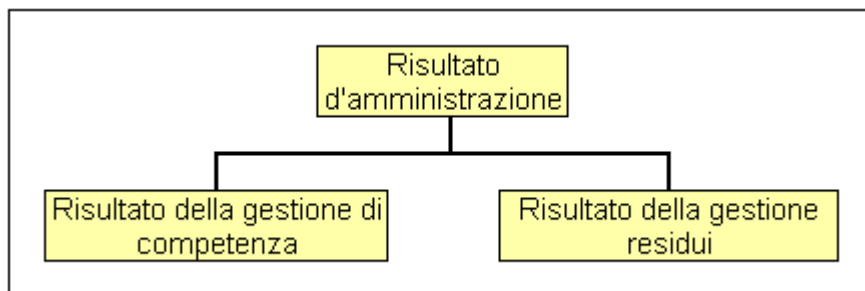 Risultato
d'amministrazione
Risultato della gestione di
competenza
Risultato della gestione
residui